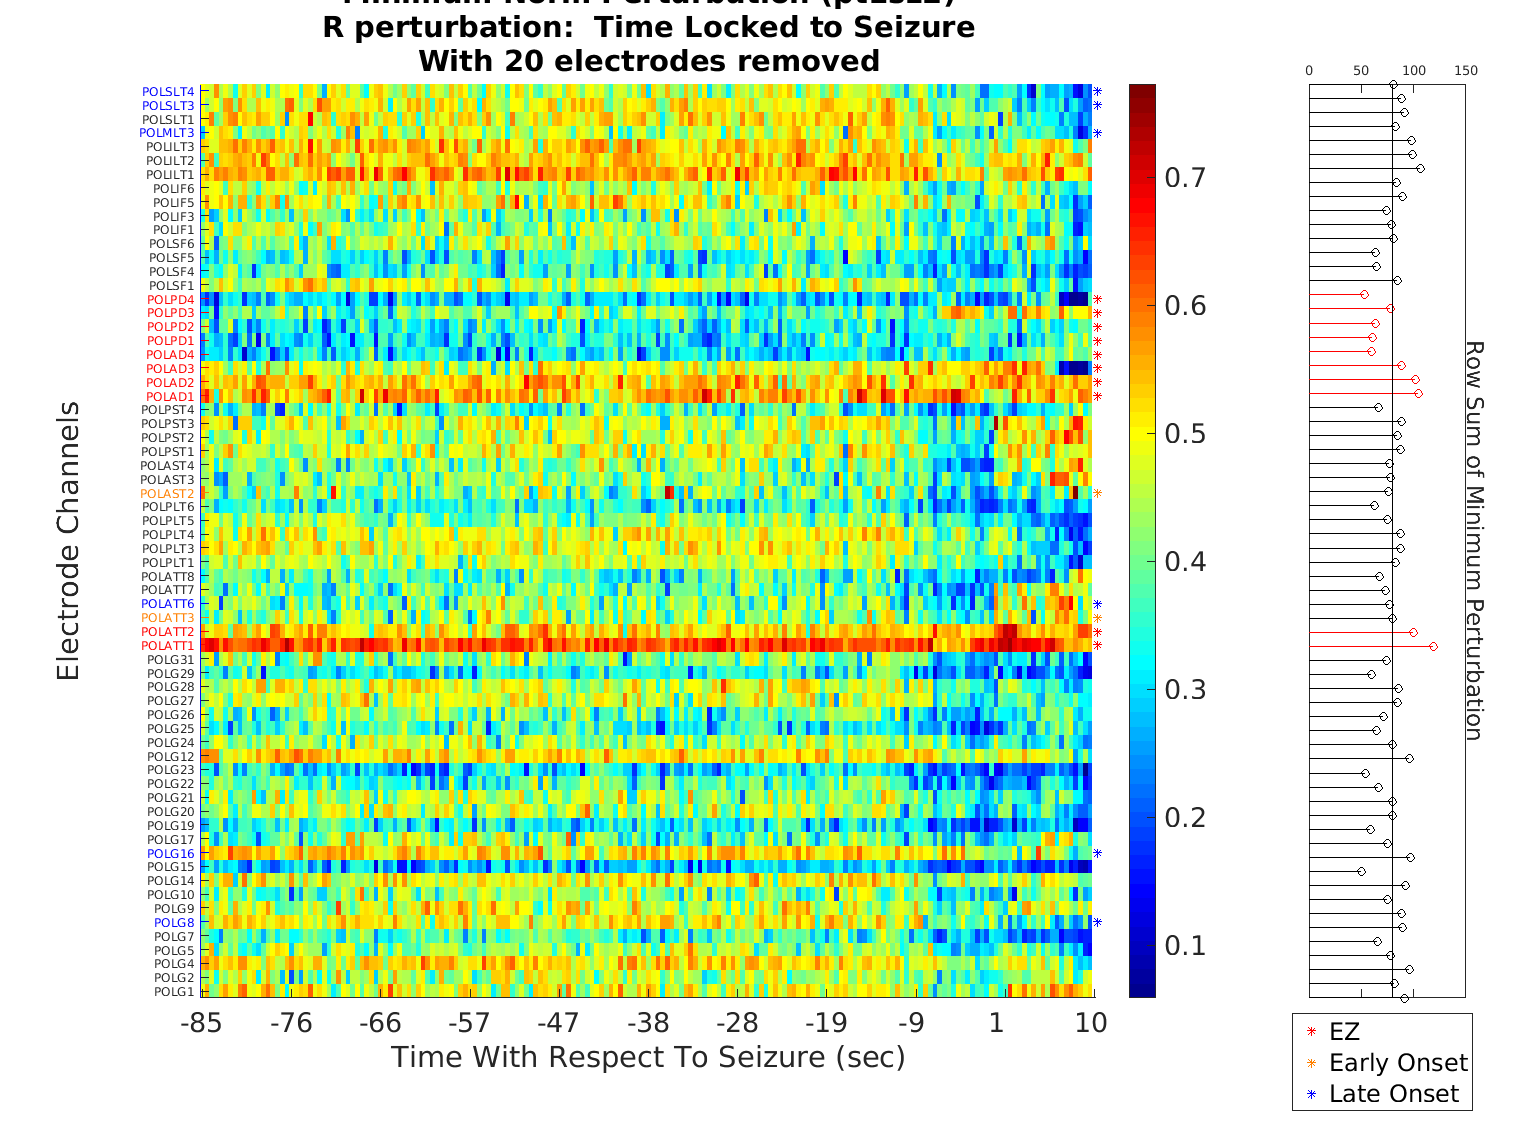 R perturbation: Time Locked to Seizure
With 20 electrodes removed
Electrode Channels
POLSLT4
POLSLT3
POLSLT1
POLMLT3
POLILT3
POLILT2
POLILT1
POLIF6
POLIF5
POLIF3
POLIF1
POLSF6
POLSF5
POLSF4
POLSF1
POLPD4
POLPD3
POLPD2
POLPD1
POLAD4
POLAD3
POLAD2
POLAD1
POLPST4
POLPST3
POLPST2
POLPST1
POLAST4
POLAST3
POLAST2
POLPLT6
POLPLT5
POLPLT4
POLPLT3
POLPLT1
POLATT8
POLATT7
POLATT6
POLATT3
POLATT2
POLATT1
POLG31
POLG29
POLG28
POLG27
POLG26
POLG25
POLG24
POLG12
POLG23
POLG22
POLG21
POLG20
POLG19
POLG17
POLG16
POLG15
POLG14
POLG10
POLG9
POLG8
POLG7
POLG5
POLG4
POLG2
POLG1
-85 -76 -66 -57 -47 -38 -28 -19 -9 1 10
Time With Respect To Seizure (sec)
0.7
0.6
0.5
0.4
0.3
0.2
0.1
0 50 100 150
Row Sum of Minimum Perturbation
EZ
Early Onset
Late Onset